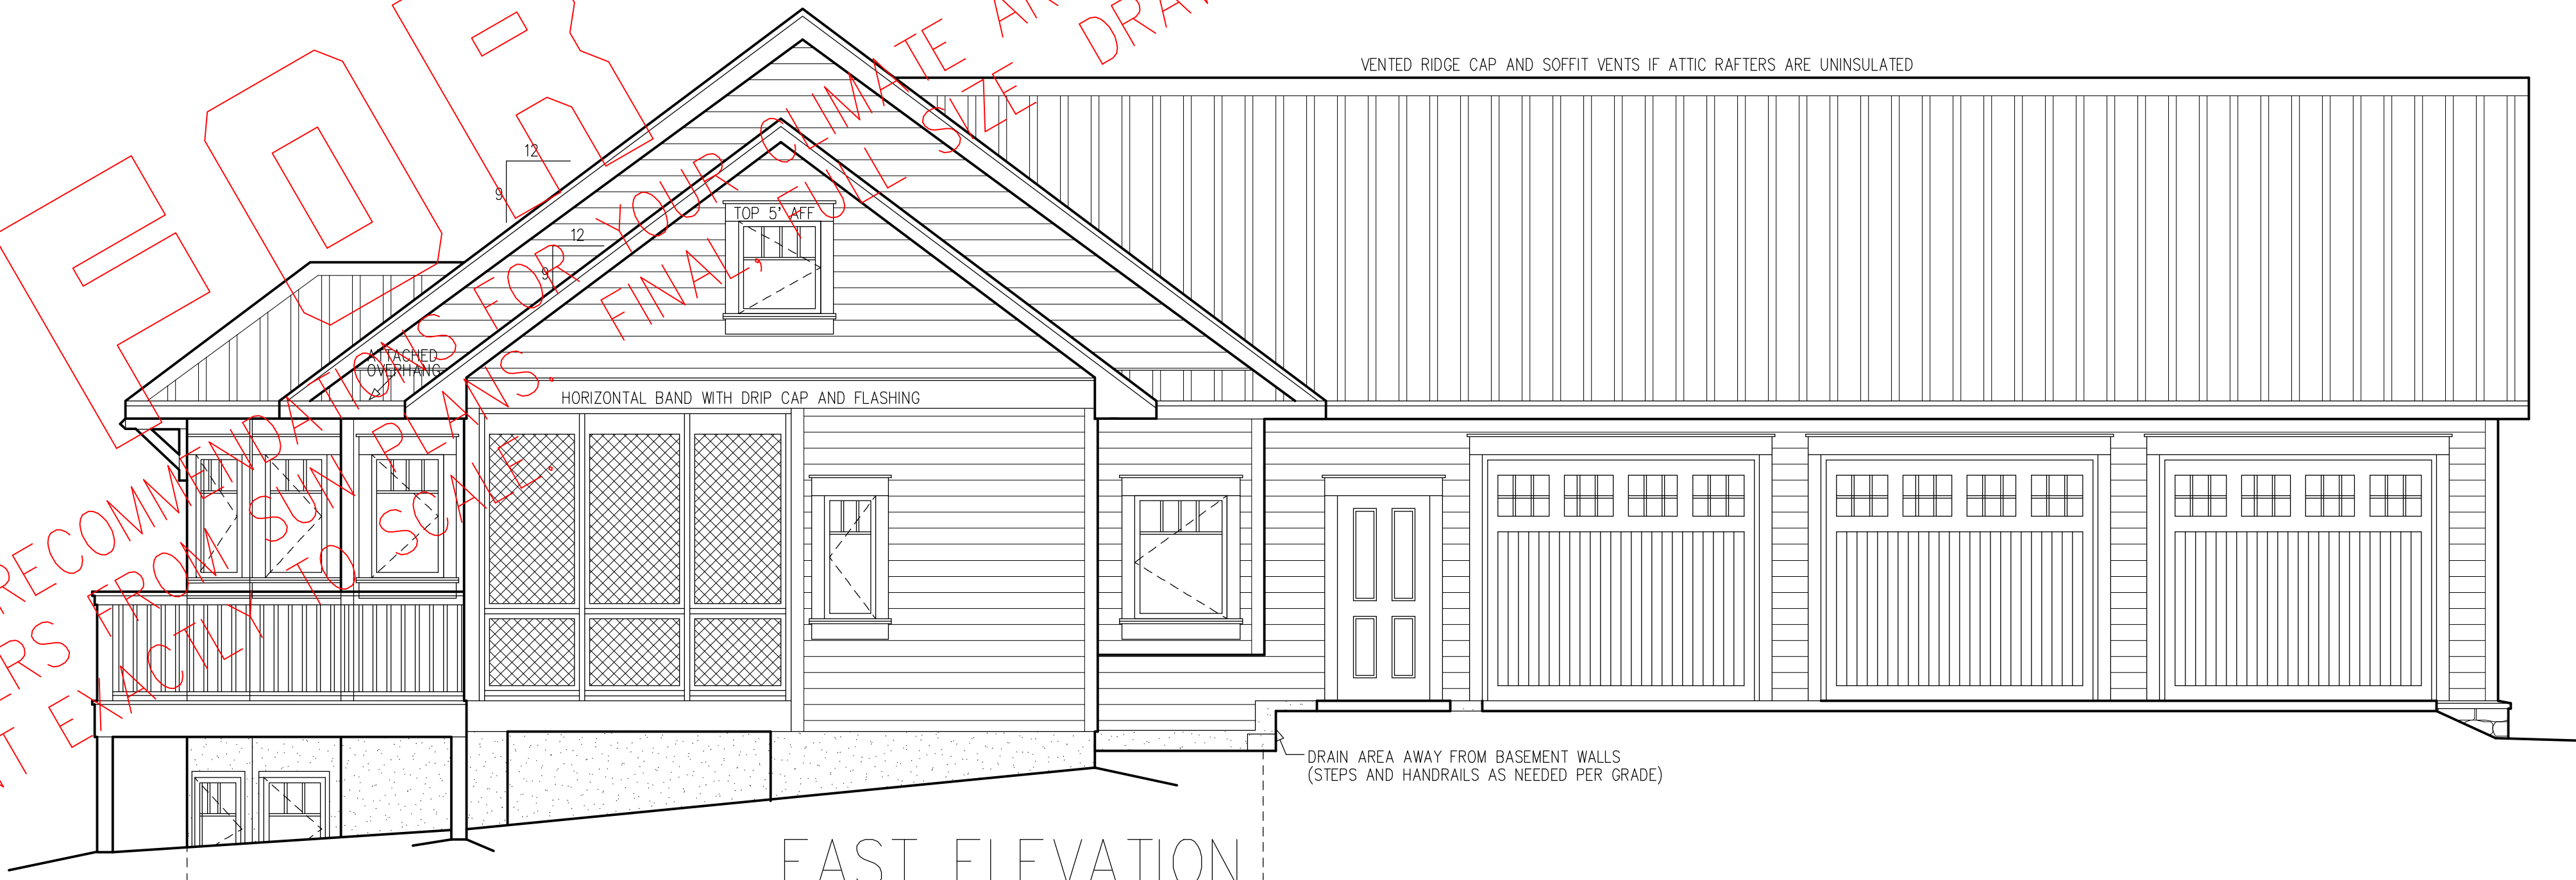 VENTED RIDGE CAP AND SOFFIT VENTS IF ATTIC RAFTERS ARE UNINSULATED
FOR
12
9
TOP 5' AFF
12
9
ATTACHED
OVERHANG
HORIZONTAL BAND WITH DRIP CAP AND FLASHING
RECOMMENDATIONS FOR YOUR CLIMATE
FROM SUN PLANS. FINAL, FULL SIZE
EXACTLY TO SCALE.
DRAIN AREA AWAY FROM BASEMENT WALLS
(STEPS AND HANDRAILS AS NEEDED PER GRADE)
EAST ELEVATION